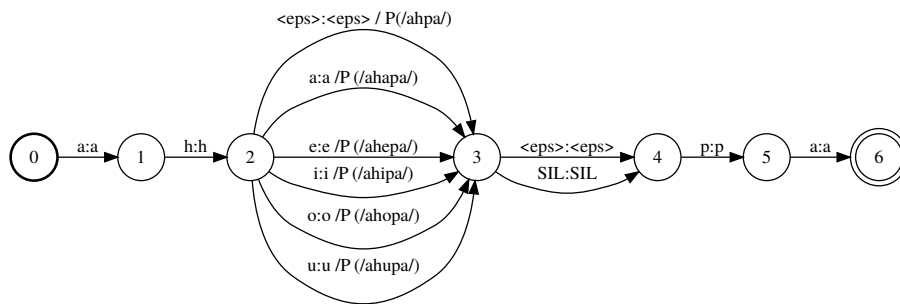 <eps>:<eps> / P(/ahpa/)
a:a /P (/ahapa/)
0 a:a 1 h:h 2 e:e /P (/ahepa/) 3 <eps>:<eps> 4 p:p 5 a:a 6
i:i /P (/ahipa/) SIL:SIL
o:o /P (/ahopa/)
u:u /P (/ahupa/)